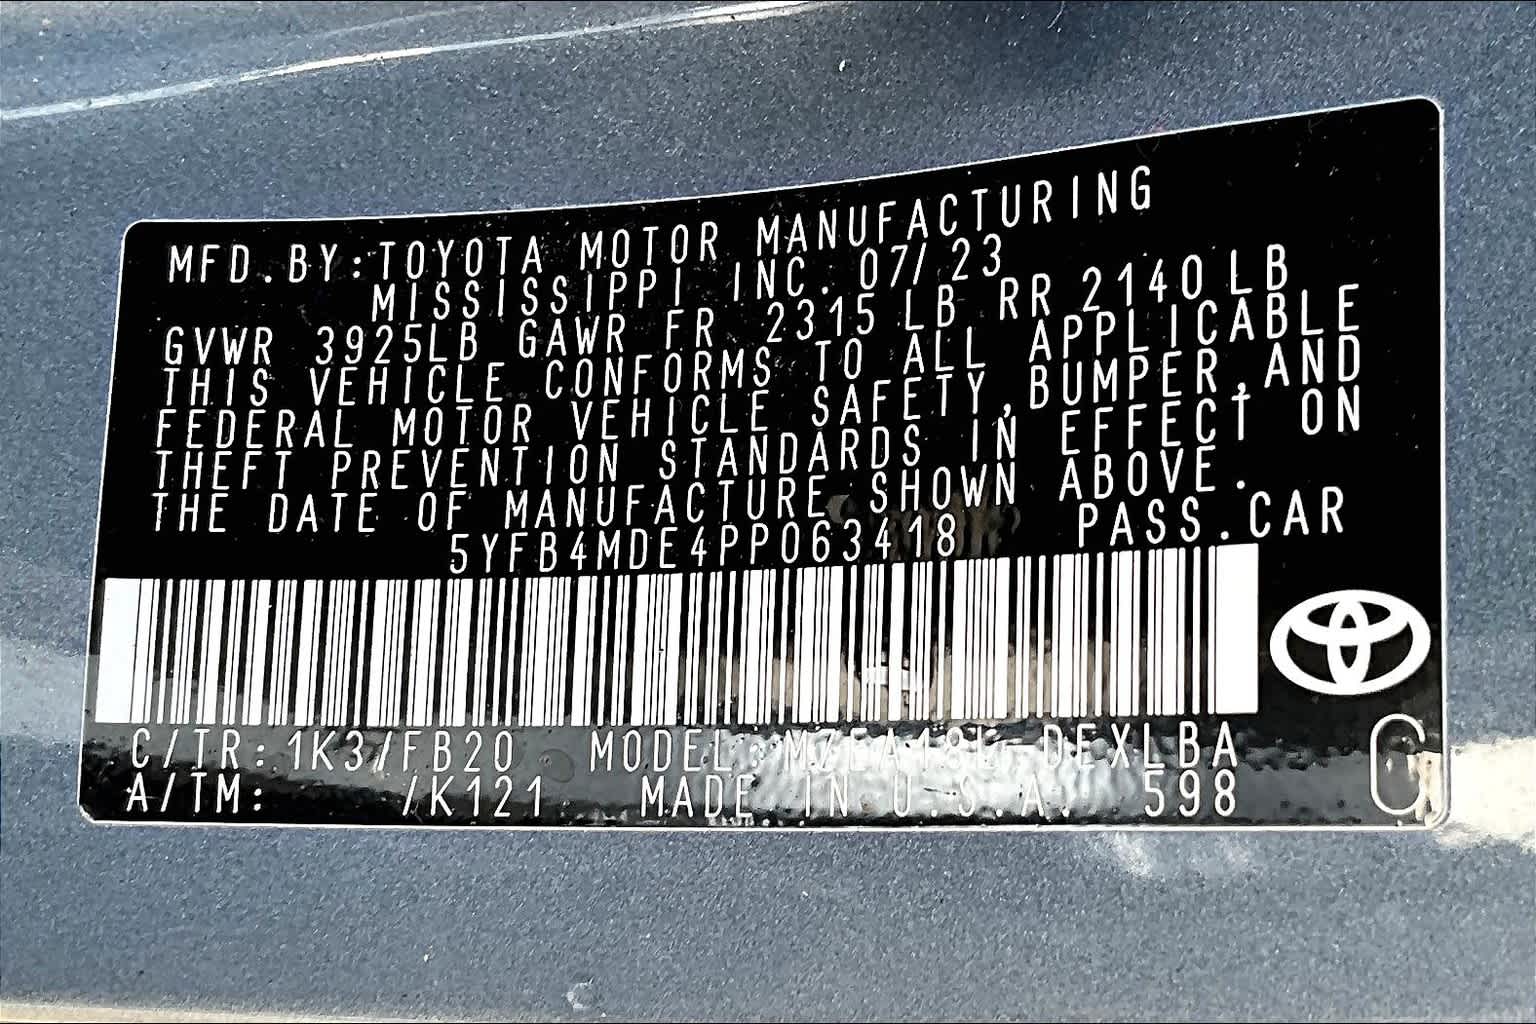 MFD.BY:TOYOTA MOTOR MANUFACTURING
MISSISSIPPI INC. 07/23
GVWR 3925LB GAWR FR 2315 LB RR 2140 LB
THIS VEHICLE CONFORMS TO ALL APPLICABLE
FEDERAL MOTOR VEHICLE SAFETY,BUMPER,AND
THEFT PREVENTION STANDARDS IN EFFECT ON
THE DATE OF MANUFACTURE SHOWN ABOVE.
5YFB4MDE4PP063418 PASS.CAR
C/TR:1K3/FB20 MODEL:MZEA18L-DEXLBA
A/TM: /K121 MADE IN U.S.A. 598
G